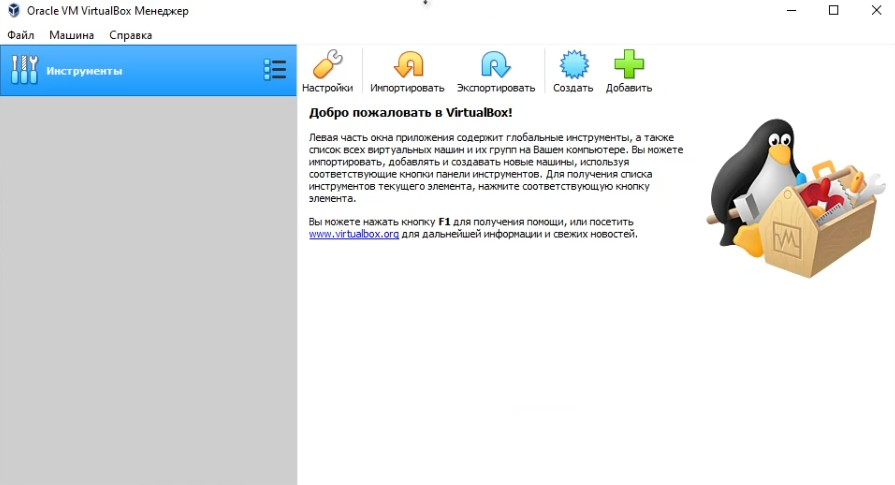 Oracle VM VirtualBox Менеджер
Файл Машина Справка
Инструменты
Настройки Импортировать Экспортировать Создать Добавить
Добро пожаловать в VirtualBox!
Левая часть окна приложения содержит глобальные инструменты, а также
список всех виртуальных машин и их групп на Вашем компьютере. Вы можете
импортировать, добавлять и создавать новые машины, используя
соответствующие кнопки панели инструментов. Для получения списка
инструментов текущего элемента, нажмите соответствующую кнопку
элемента.
Вы можете нажать кнопку F1 для получения помощи, или посетить
www.virtualbox.org для дальнейшей информации и свежих новостей.